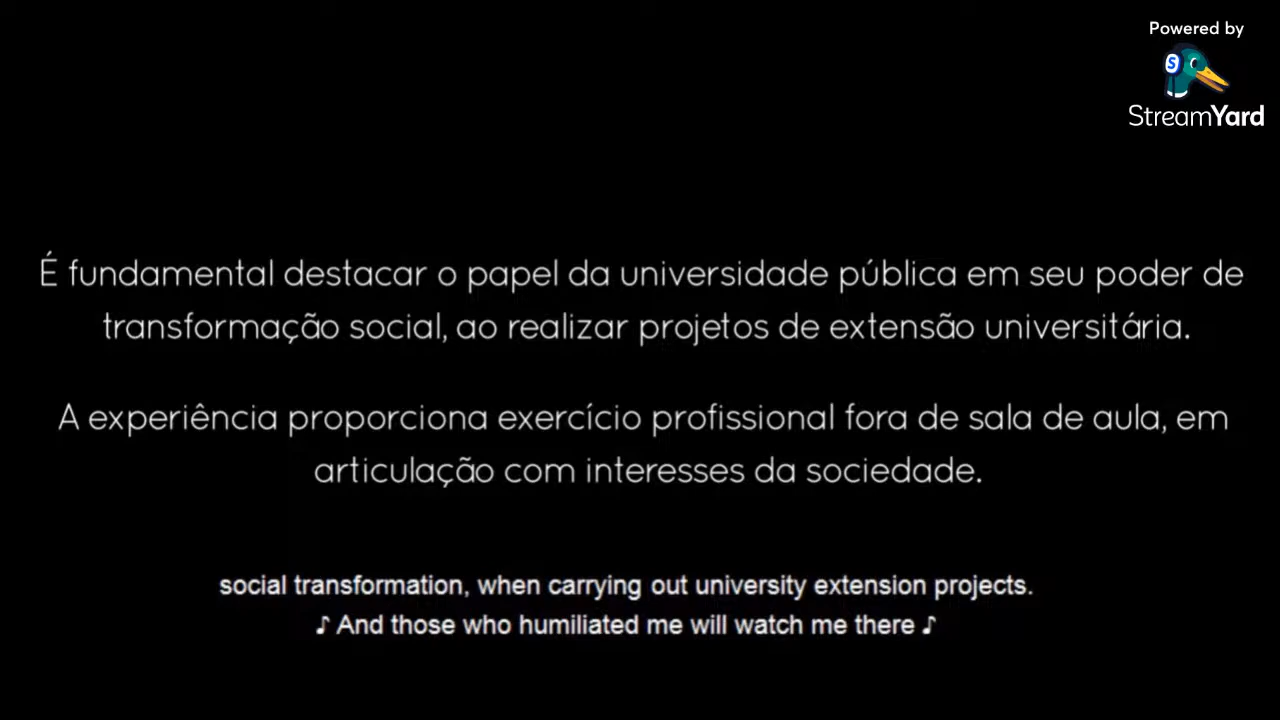 Powered by
S
StreamYard
É fundamental destacar o papel da universidade pública em seu poder de
transformação social, ao realizar projetos de extensão universitária.
A experiência proporciona exercício profissional fora de sala de aula, em
articulação com interesses da sociedade.
social transformation, when carrying out university extension projects.
♪ And those who humiliated me will watch me there ♪